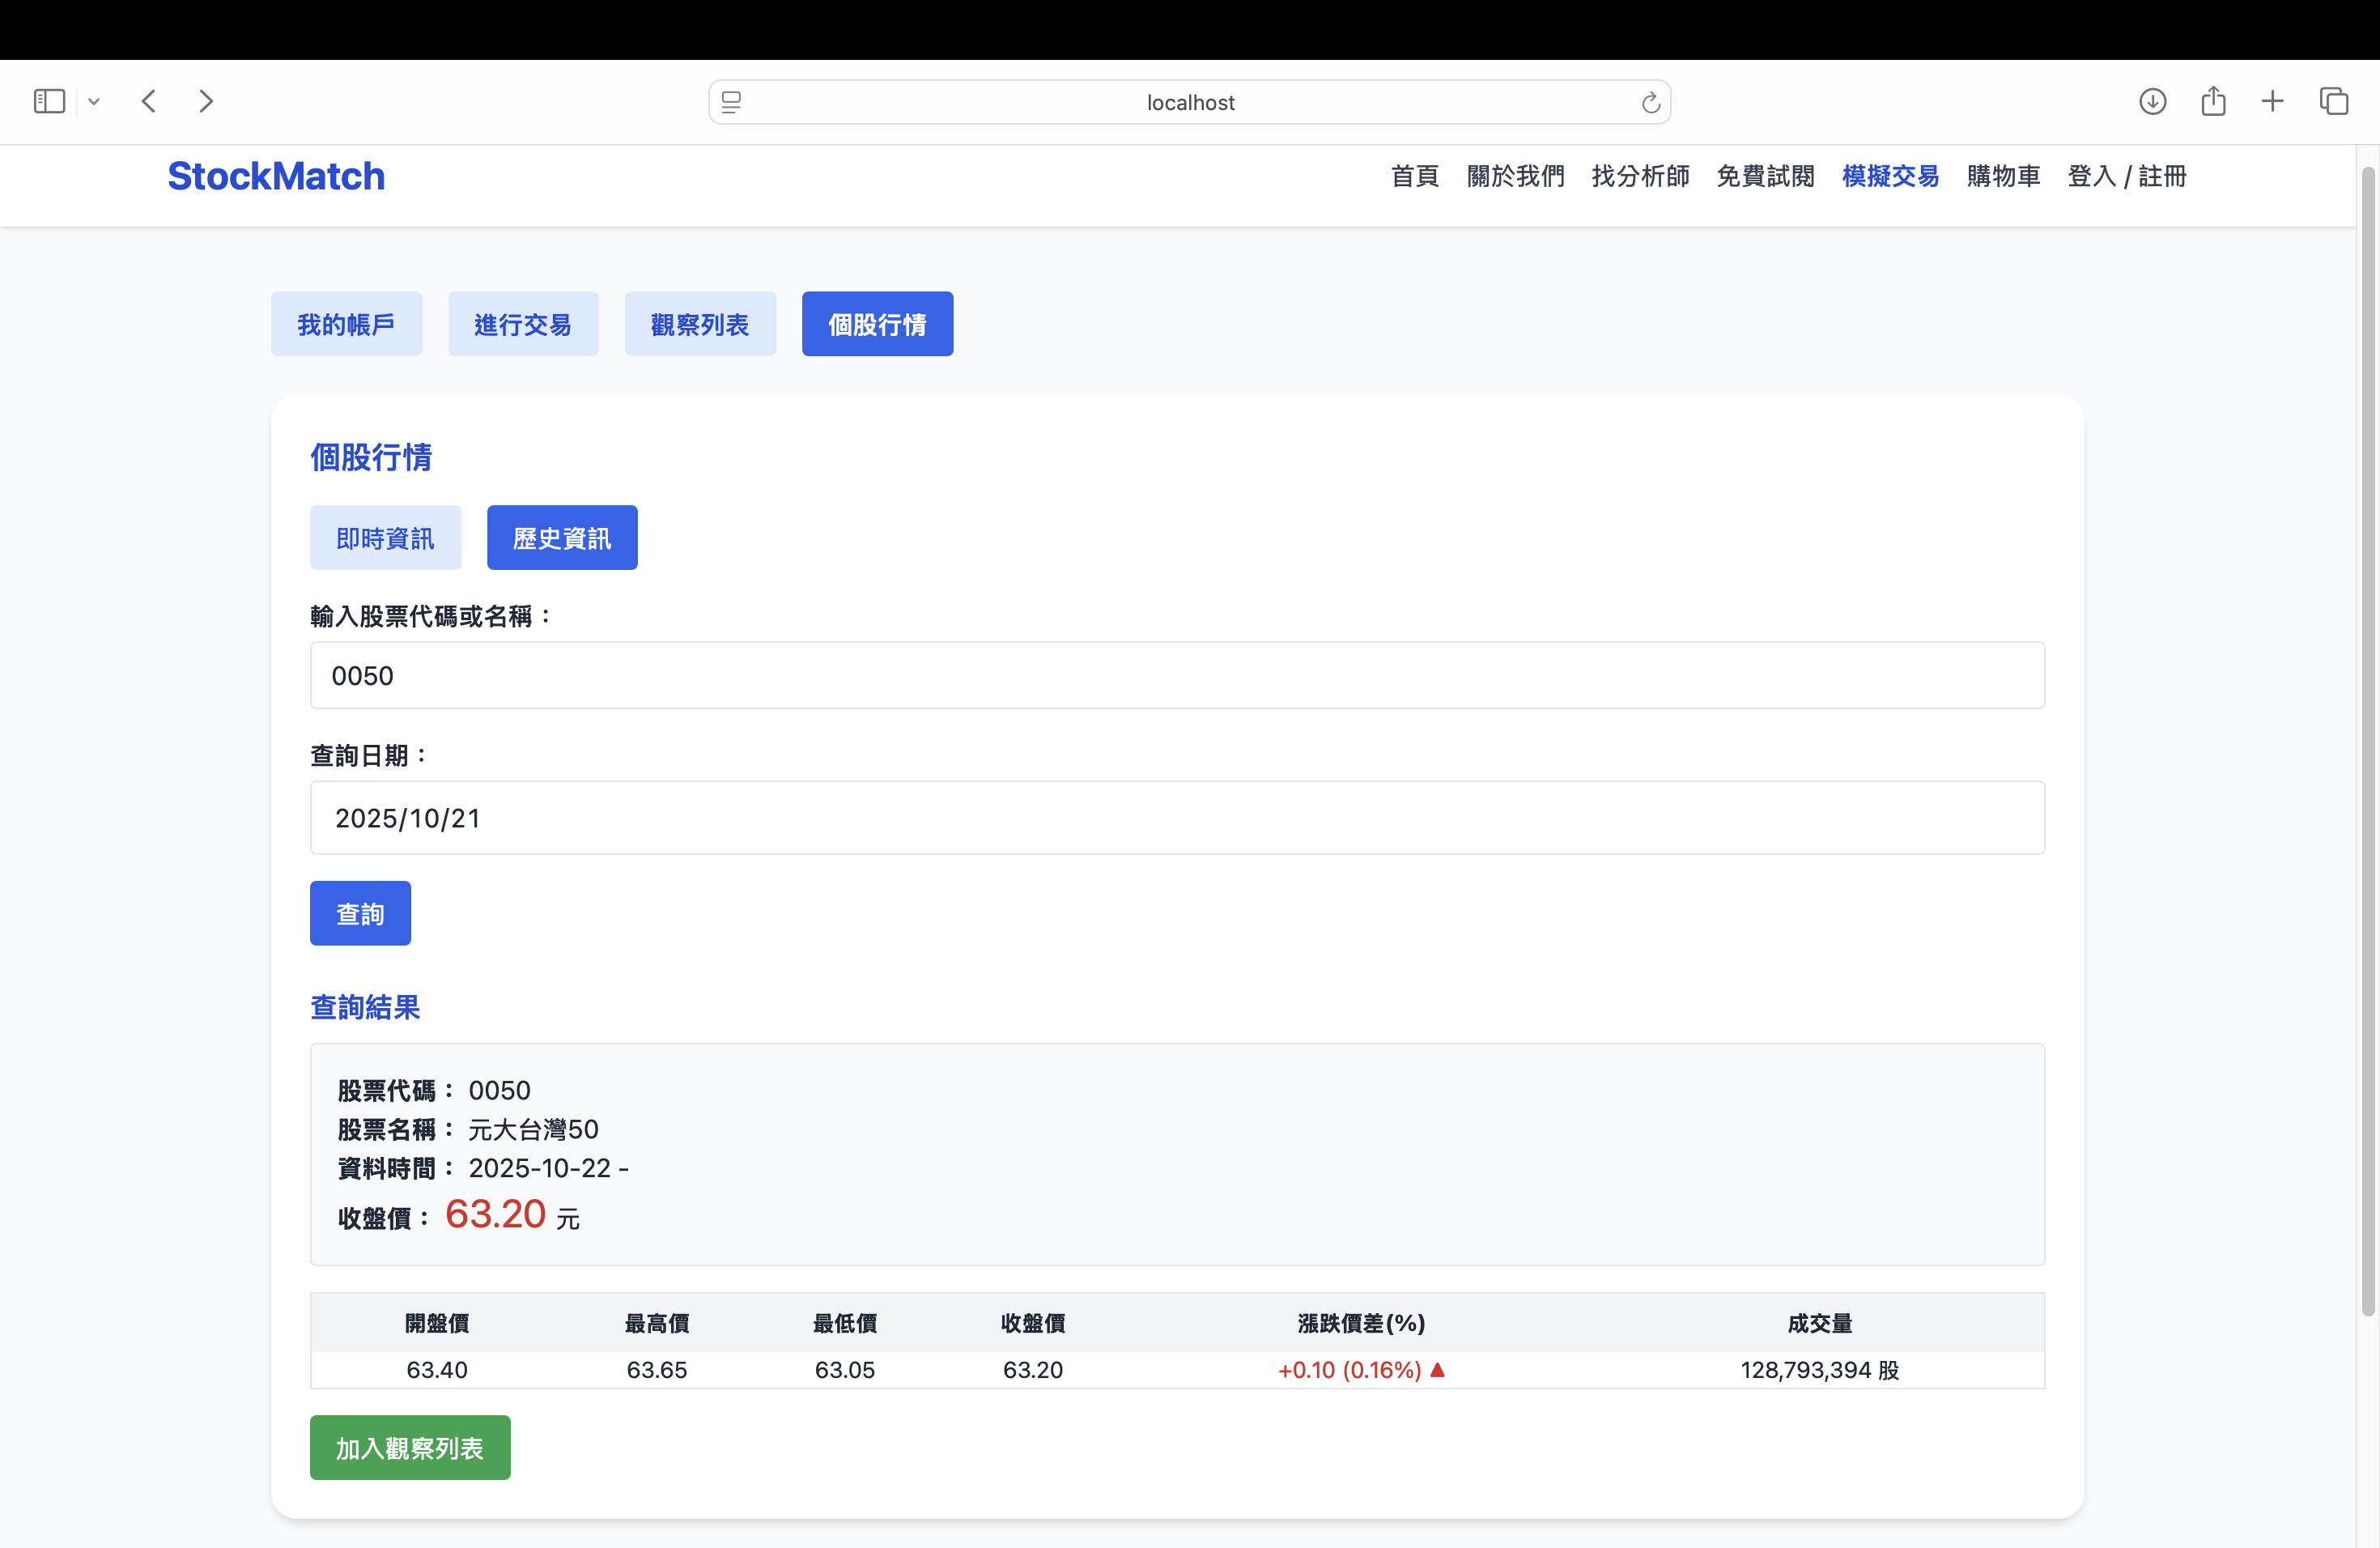 localhost
StockMatch
首頁 關於我們 找分析師 免費試閱 模擬交易 購物車 登入 / 註冊
我的帳戶 進行交易 觀察列表 個股行情
個股行情
即時資訊 歷史資訊
輸入股票代碼或名稱：
0050
查詢日期：
2025/10/21
查詢
查詢結果
股票代碼： 0050
股票名稱： 元大台灣50
資料時間： 2025-10-22 -
收盤價： 63.20 元
開盤價 最高價 最低價 收盤價 漲跌價差(%) 成交量
63.40 63.65 63.05 63.20 +0.10 (0.16%) ▲ 128,793,394 股
加入觀察列表